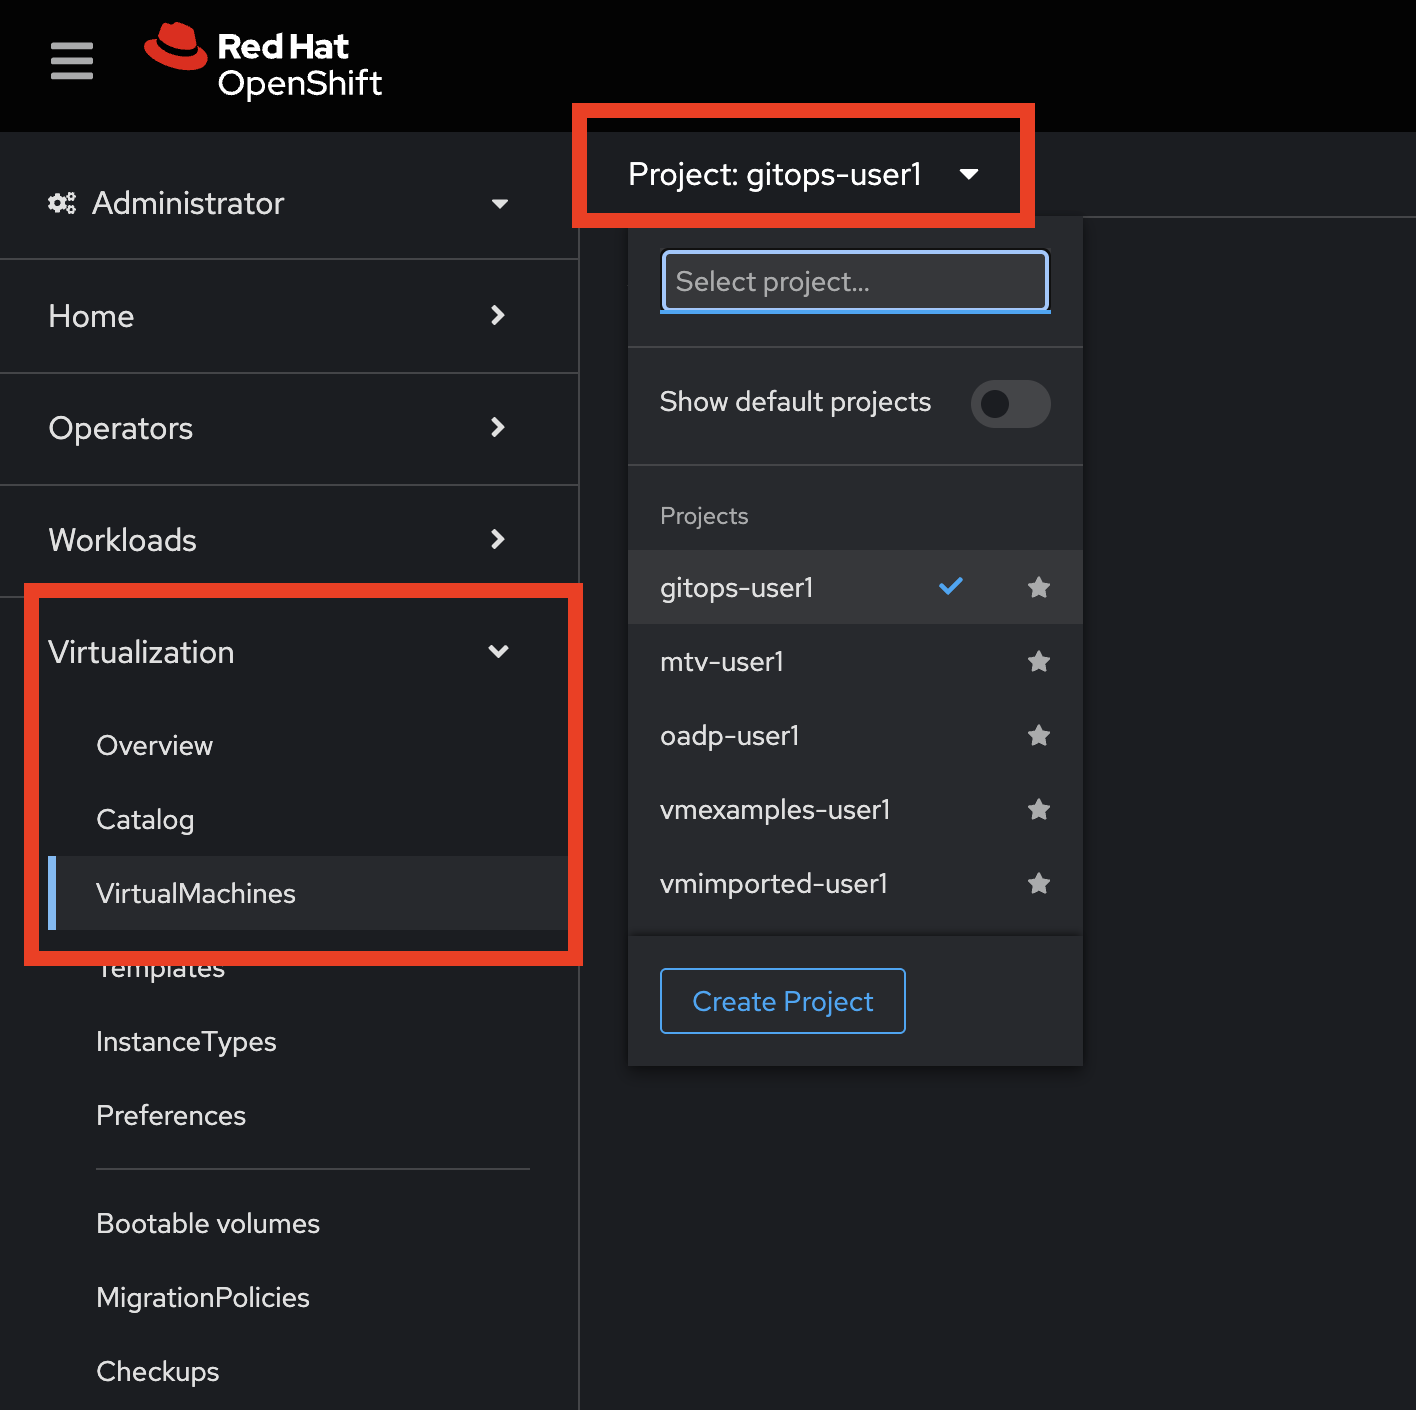 Red Hat
OpenShift
Project: gitops-user1
Administrator
Home
Operators
Workloads
Virtualization
Overview
Catalog
VirtualMachines
Templates
InstanceTypes
Preferences
Bootable volumes
MigrationPolicies
Checkups
Select project...
Show default projects
Projects
gitops-user1
mtv-user1
oadp-user1
vmexamples-user1
vmimported-user1
Create Project